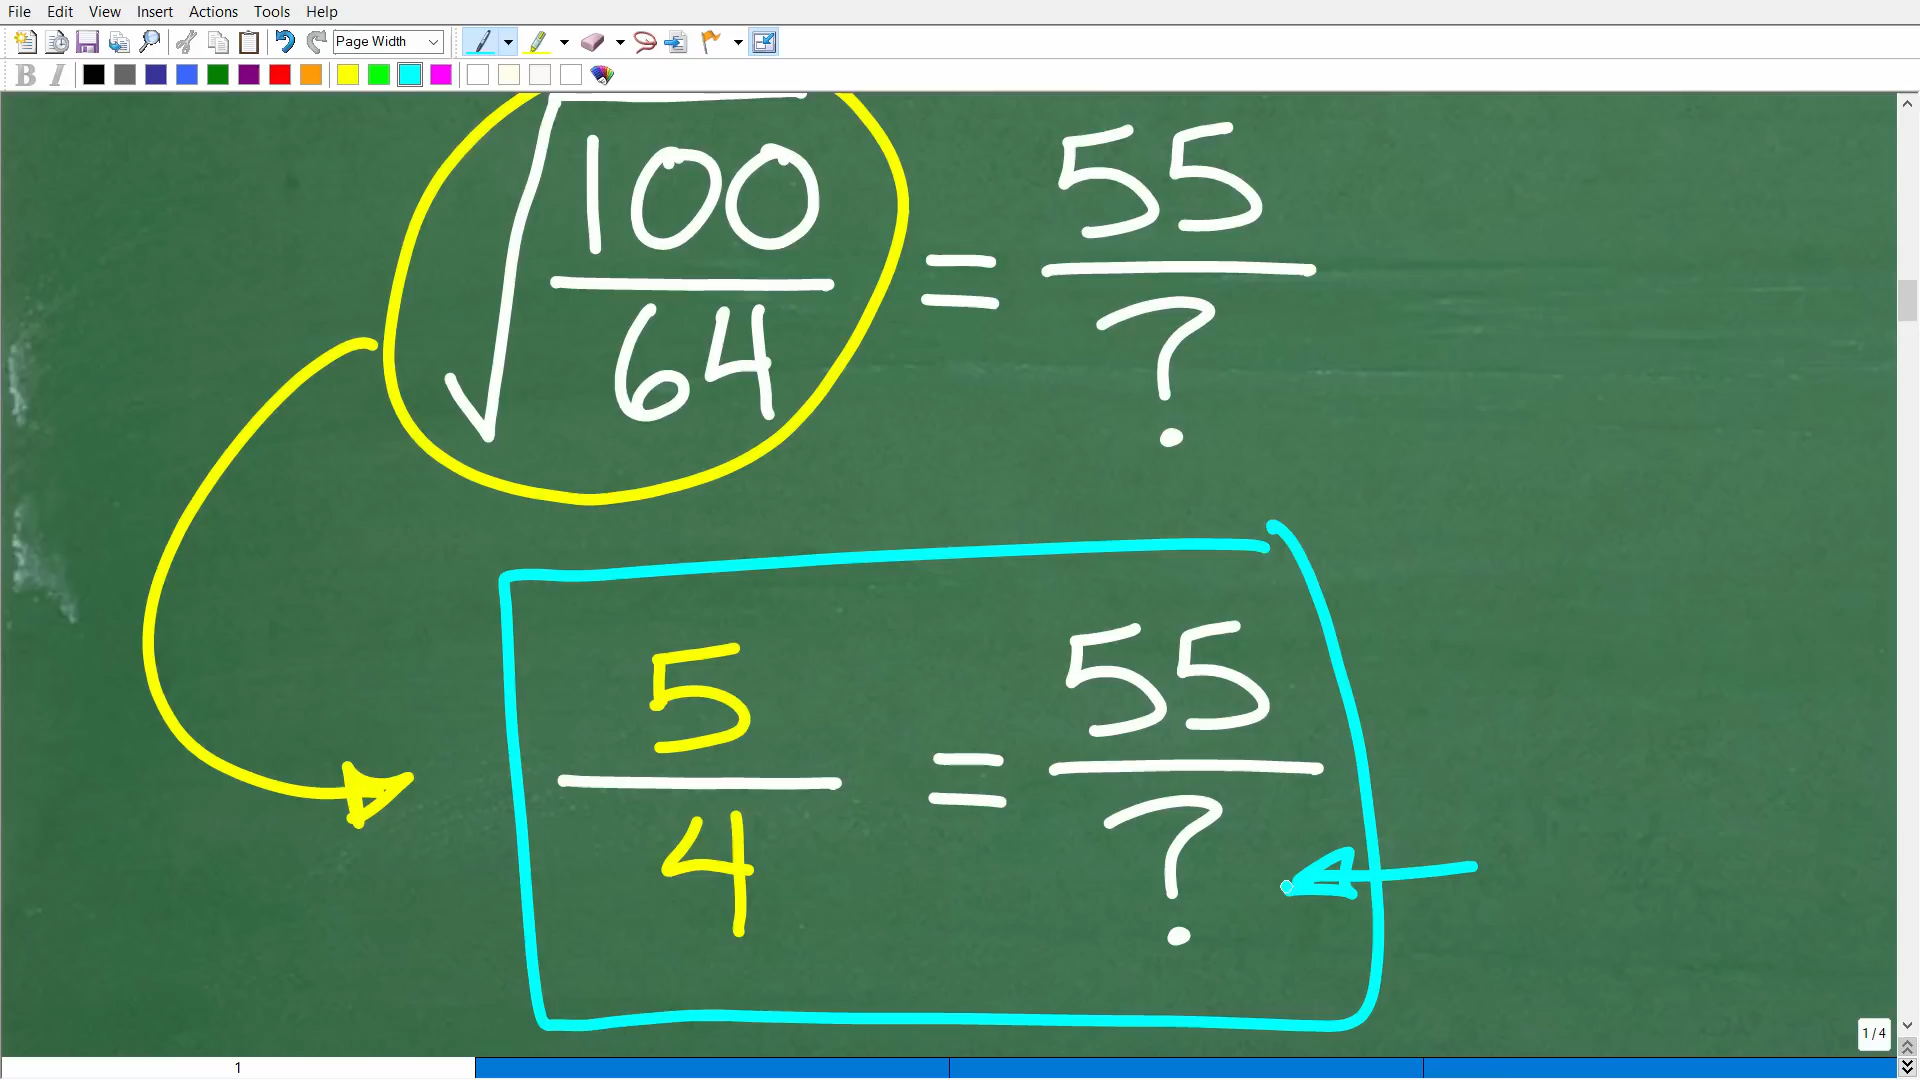 File Edit View Insert Actions Tools Help
Page Width
B I
√100/64 = 55/?
5/4 = 55/?
1 / 4
1